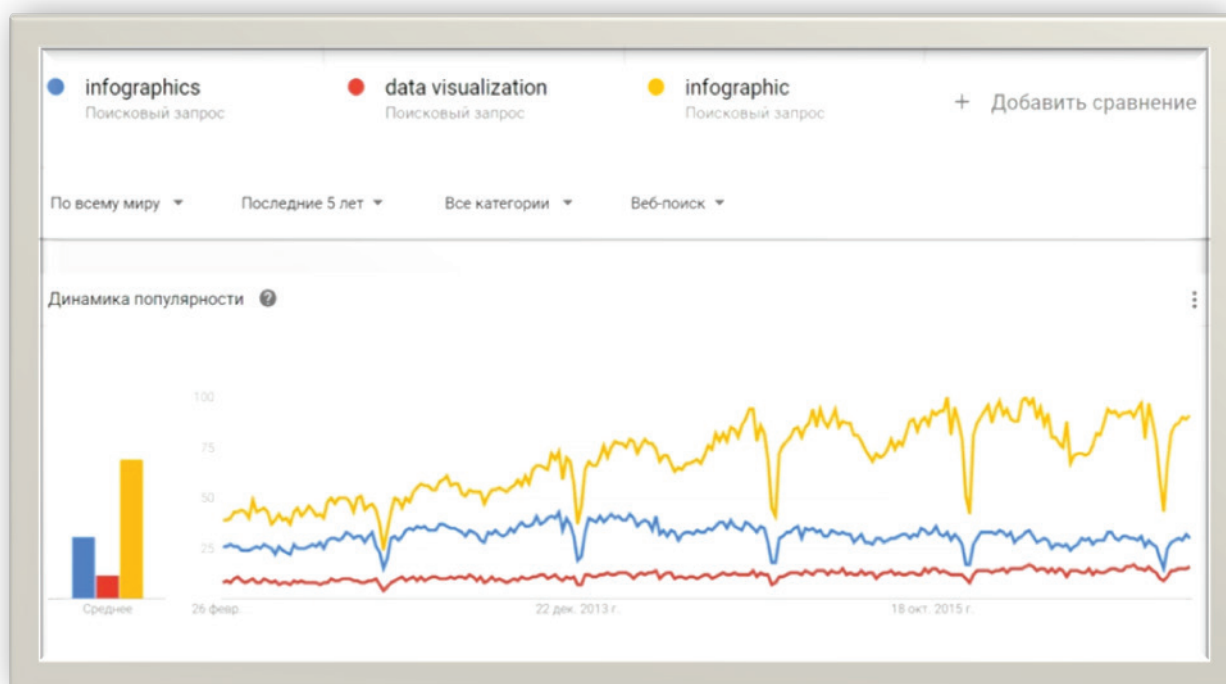 infographics
Поисковый запрос
data visualization
Поисковый запрос
infographic
Поисковый запрос
+ Добавить сравнение
По всему миру
Последние 5 лет
Все категории
Веб-поиск
Динамика популярности ?
100
75
50
25
Среднее
26 февр.
22 дек. 2013 г.
18 окт. 2015 г.